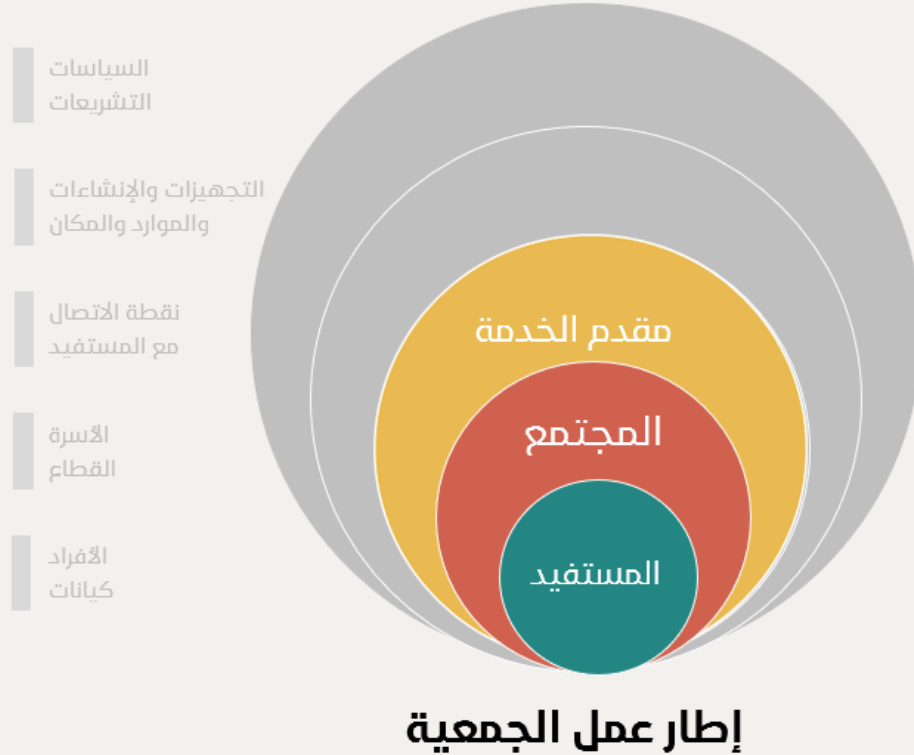 السياسات
التشريعات
التجهيزات والإنشاءات
والموارد والمكان
نقطة الاتصال
مع المستفيد
الأسرة
القطاع
الأفراد
كيانات
مقدم الخدمة
المجتمع
المستفيد
إطار عمل الجمعية